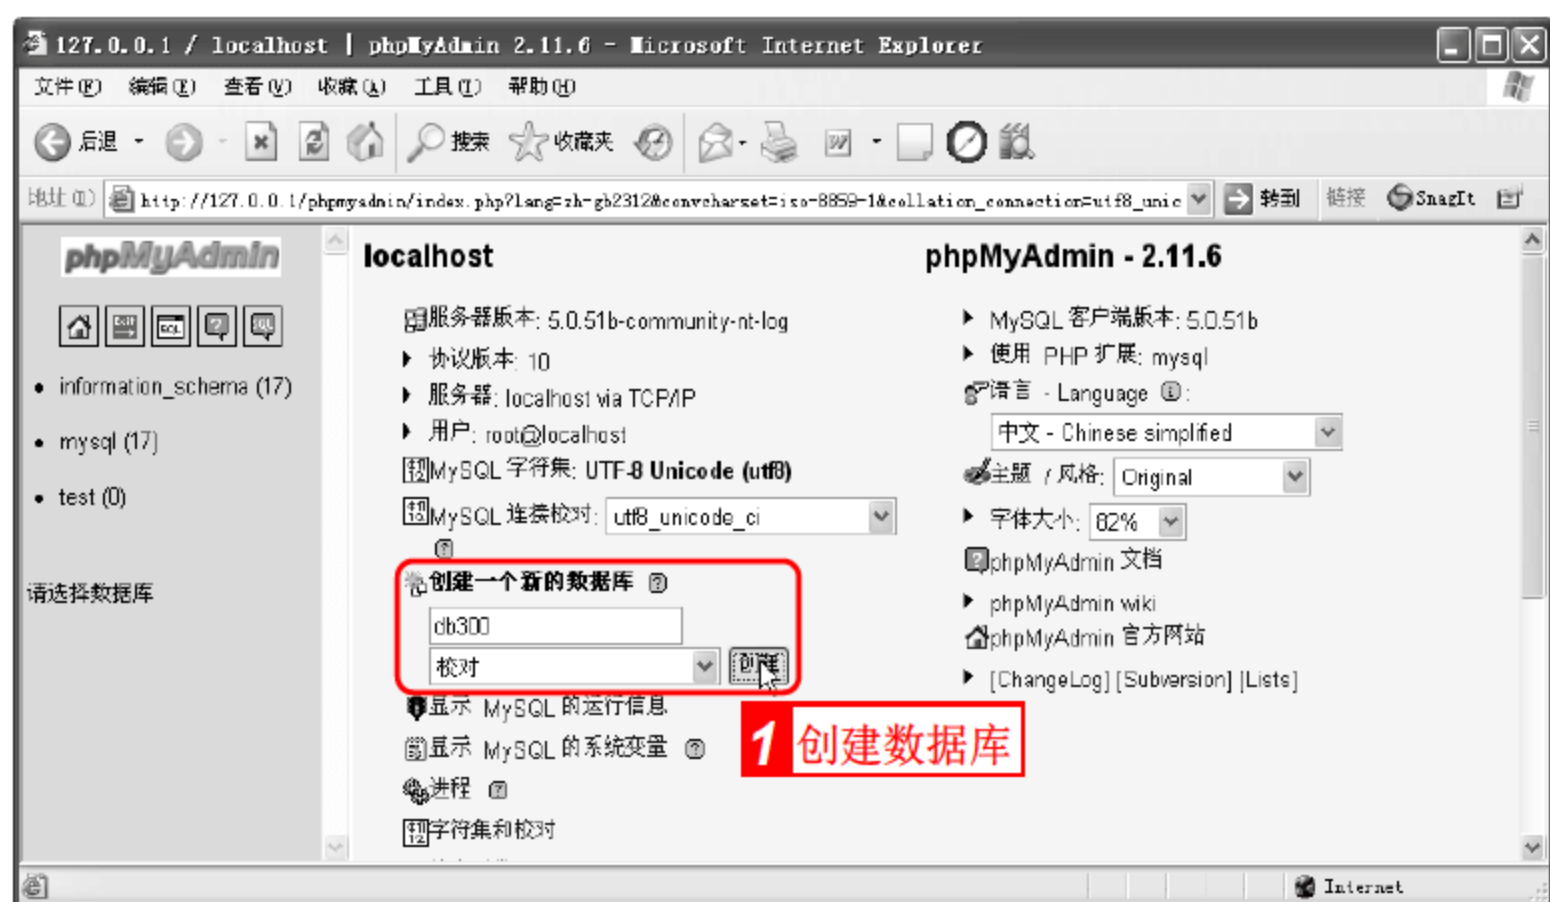 127.0.0.1 / localhost | phpMyAdmin 2.11.6 - Microsoft Internet Explorer
文件(F) 编辑(E) 查看(V) 收藏(A) 工具(T) 帮助(H)
后退 搜索 收藏夹
地址(D) http://127.0.0.1/phpmyadmin/index.php?lang=zh-gb2312&convcharset=iso-8859-1&collation_connection=utf8_unic 转到 链接 SnagIt
phpMyAdmin
Exit SQL ? SQL
information_schema (17)
mysql (17)
test (0)
请选择数据库
localhost
服务器版本: 5.0.51b-community-nt-log
协议版本: 10
服务器: localhost via TCP/IP
用户: root@localhost
MySQL 字符集: UTF-8 Unicode (utf8)
MySQL 连接校对: utf8_unicode_ci
?
创建一个新的数据库 ?
db300
校对 创建
显示 MySQL 的运行信息
显示 MySQL 的系统变量 ?
进程 ?
字符集和校对
1 创建数据库
phpMyAdmin - 2.11.6
MySQL 客户端版本: 5.0.51b
使用 PHP 扩展: mysql
语言 - Language :
中文 - Chinese simplified
主题 / 风格: Original
字体大小: 82%
phpMyAdmin 文档
phpMyAdmin wiki
phpMyAdmin 官方网站
[ChangeLog] [Subversion] [Lists]
Internet